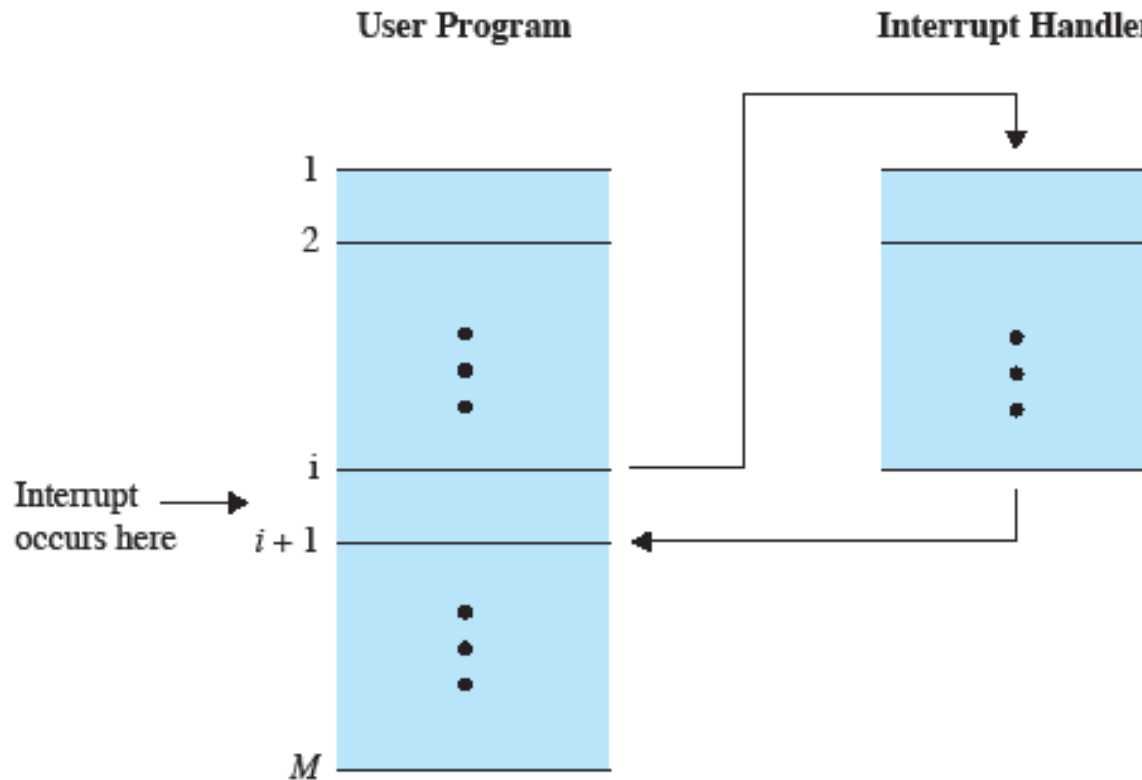 User Program
Interrupt Handler
1
2
i
Interrupt
occurs here
i + 1
M